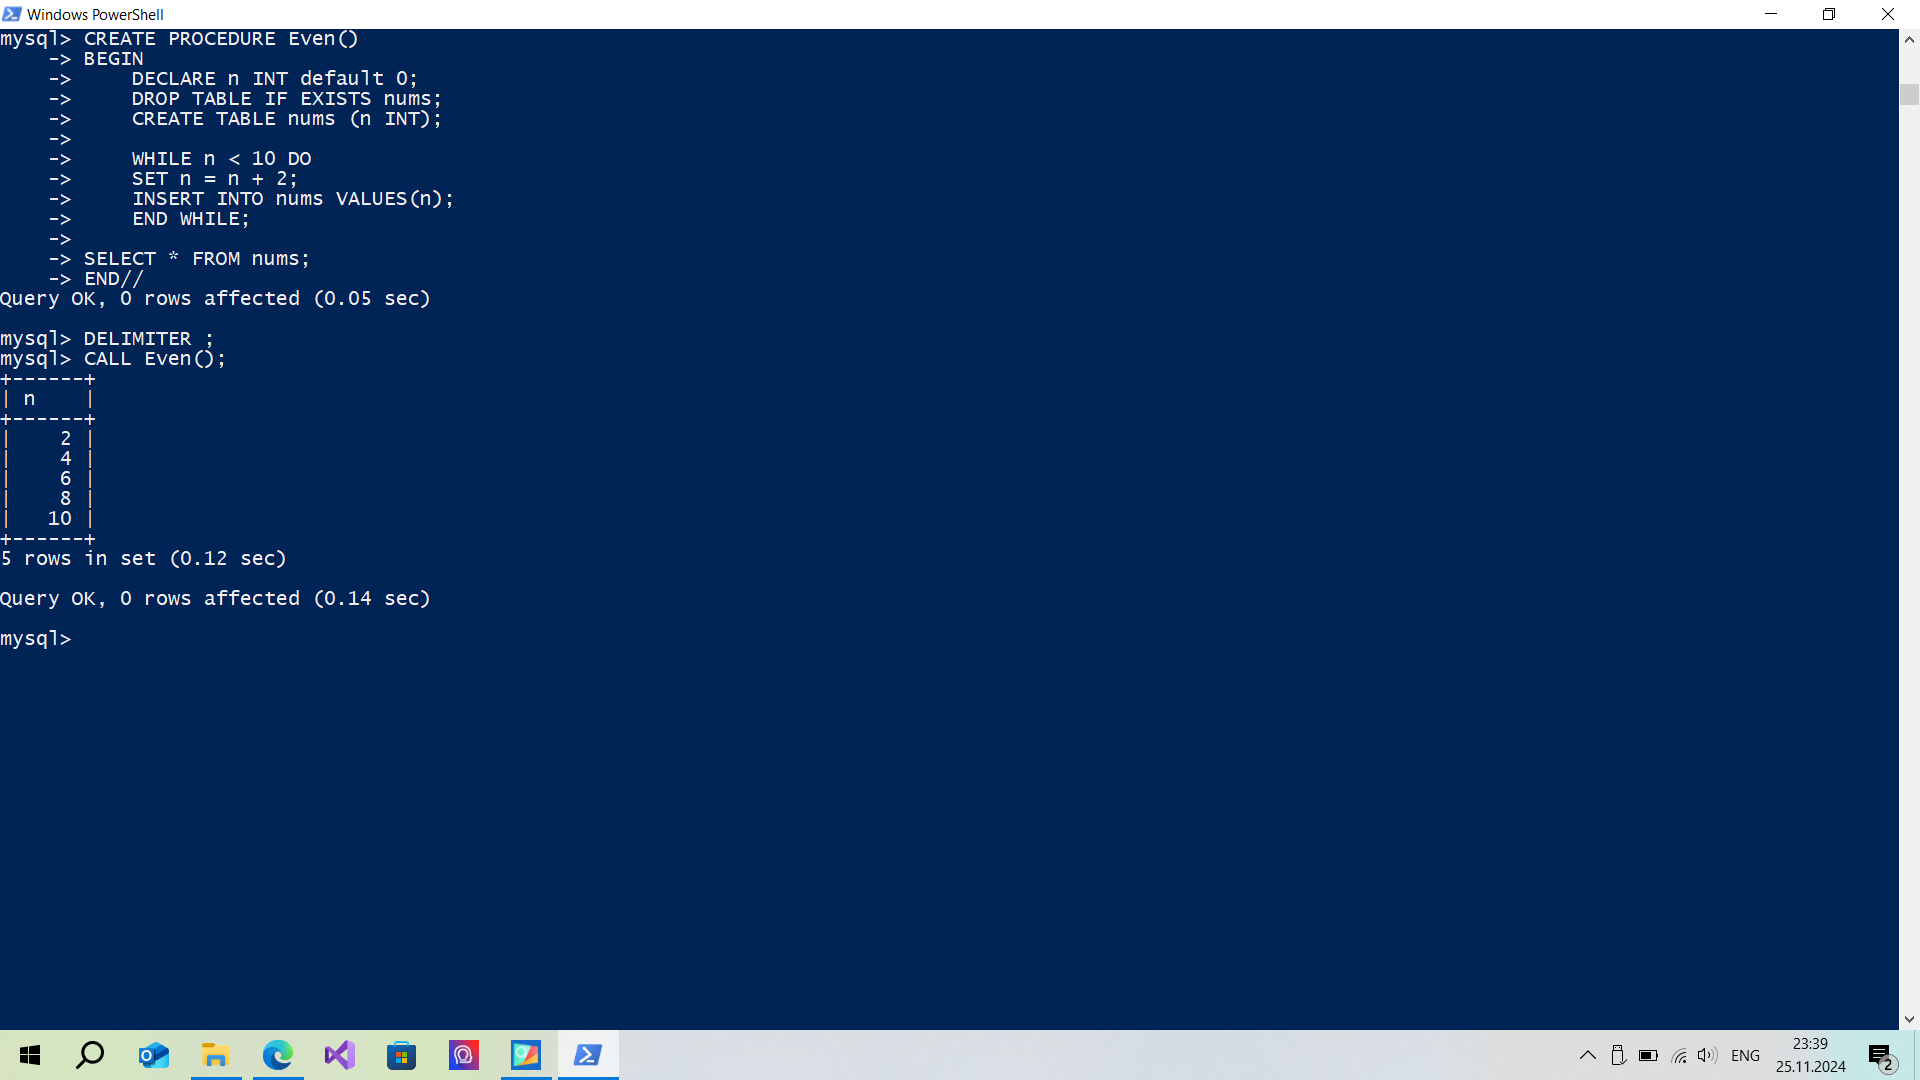 Windows PowerShell
mysql> CREATE PROCEDURE Even()
    -> BEGIN
    ->     DECLARE n INT default 0;
    ->     DROP TABLE IF EXISTS nums;
    ->     CREATE TABLE nums (n INT);
    ->
    ->     WHILE n < 10 DO
    ->     SET n = n + 2;
    ->     INSERT INTO nums VALUES(n);
    ->     END WHILE;
    ->
    -> SELECT * FROM nums;
    -> END//
Query OK, 0 rows affected (0.05 sec)

mysql> DELIMITER ;
mysql> CALL Even();
+------+
| n    |
+------+
|    2 |
|    4 |
|    6 |
|    8 |
|   10 |
+------+
5 rows in set (0.12 sec)

Query OK, 0 rows affected (0.14 sec)

mysql>
ENG
23:39
25.11.2024
2